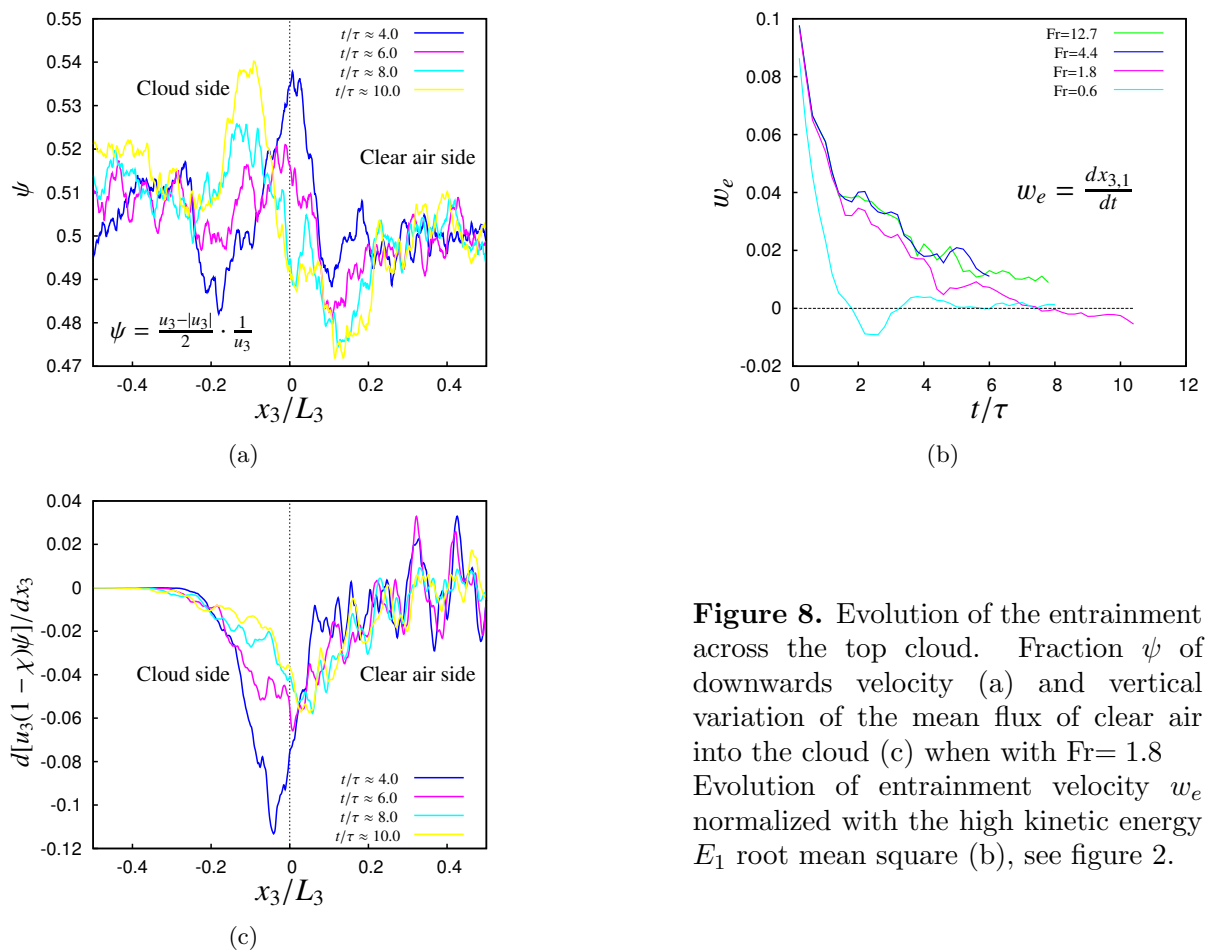 0.55
0.54
0.53
0.52
0.51
0.5
0.49
0.48
0.47
ψ
t/τ ≈ 4.0
t/τ ≈ 6.0
t/τ ≈ 8.0
t/τ ≈ 10.0
Cloud side
Clear air side
ψ = (u₃−|u₃|)/2 · 1/u₃
-0.4 -0.2 0 0.2 0.4
x₃/L₃
(a)
0.1
0.08
0.06
0.04
0.02
0
-0.02
wₑ
Fr=12.7
Fr=4.4
Fr=1.8
Fr=0.6
wₑ = dx₃,₁/dt
0 2 4 6 8 10 12
t/τ
(b)
0.04
0.02
0
-0.02
-0.04
-0.06
-0.08
-0.1
-0.12
d[u₃(1 − χ)ψ]/dx₃
Cloud side
Clear air side
t/τ ≈ 4.0
t/τ ≈ 6.0
t/τ ≈ 8.0
t/τ ≈ 10.0
-0.4 -0.2 0 0.2 0.4
x₃/L₃
(c)
Figure 8. Evolution of the entrainment
across the top cloud. Fraction ψ of
downwards velocity (a) and vertical
variation of the mean flux of clear air
into the cloud (c) when with Fr= 1.8
Evolution of entrainment velocity wₑ
normalized with the high kinetic energy
E₁ root mean square (b), see figure 2.